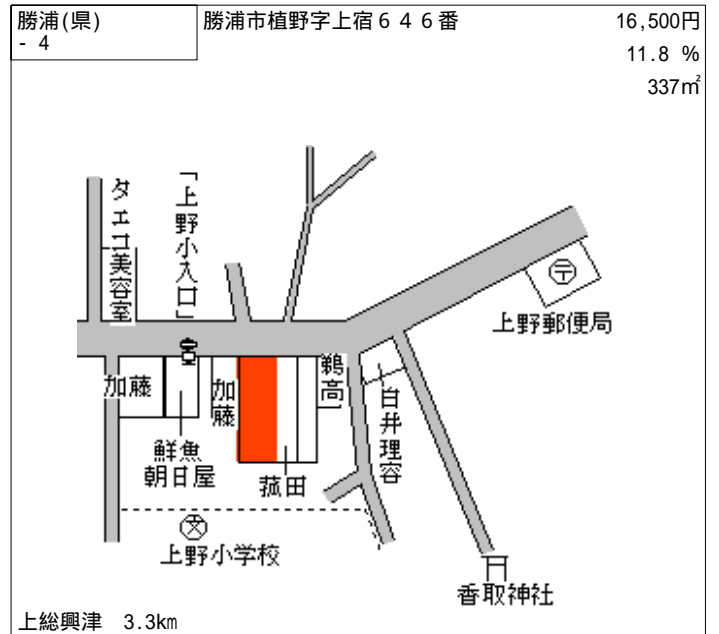 勝浦(県)
- 4
勝浦市植野字上宿６４６番
16,500円
11.8 %
337㎡
タエコ美容室
「上野小入口」
上野郵便局
加藤
鮮魚
朝日屋
加藤
鵜高
白井理容
菰田
上野小学校
香取神社
上総興津 3.3km